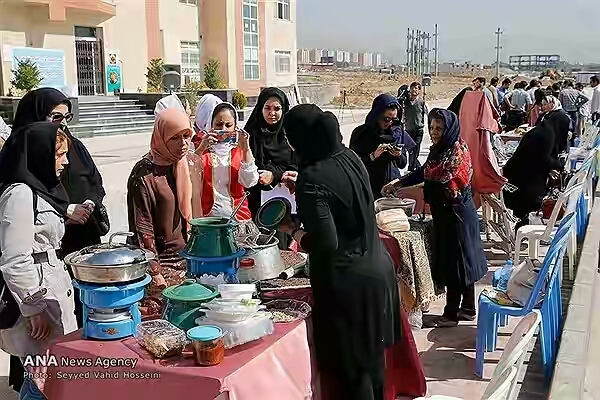 ANA News Agency
Photo: Seyyed Vahid Hosseini